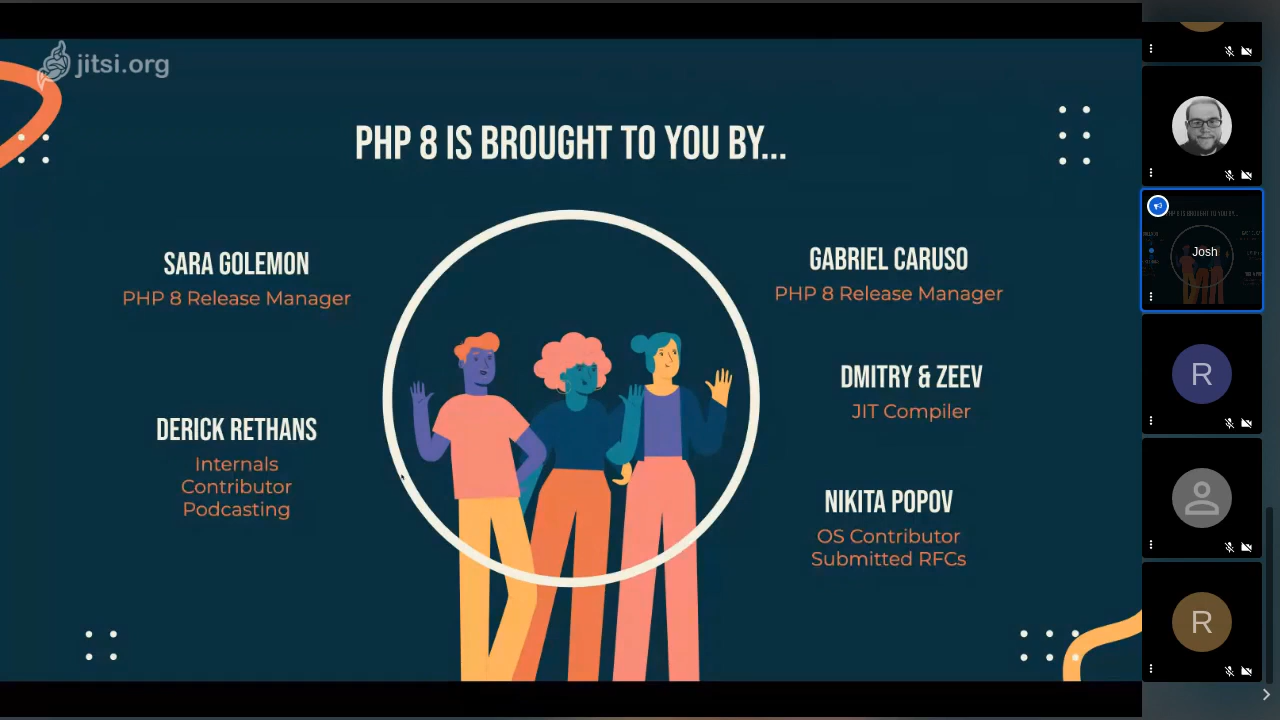 jitsi.org
PHP 8 IS BROUGHT TO YOU BY...
SARA GOLEMON
PHP 8 Release Manager
DERICK RETHANS
Internals
Contributor
Podcasting
GABRIEL CARUSO
PHP 8 Release Manager
DMITRY & ZEEV
JIT Compiler
NIKITA POPOV
OS Contributor
Submitted RFCs
Josh
R
R